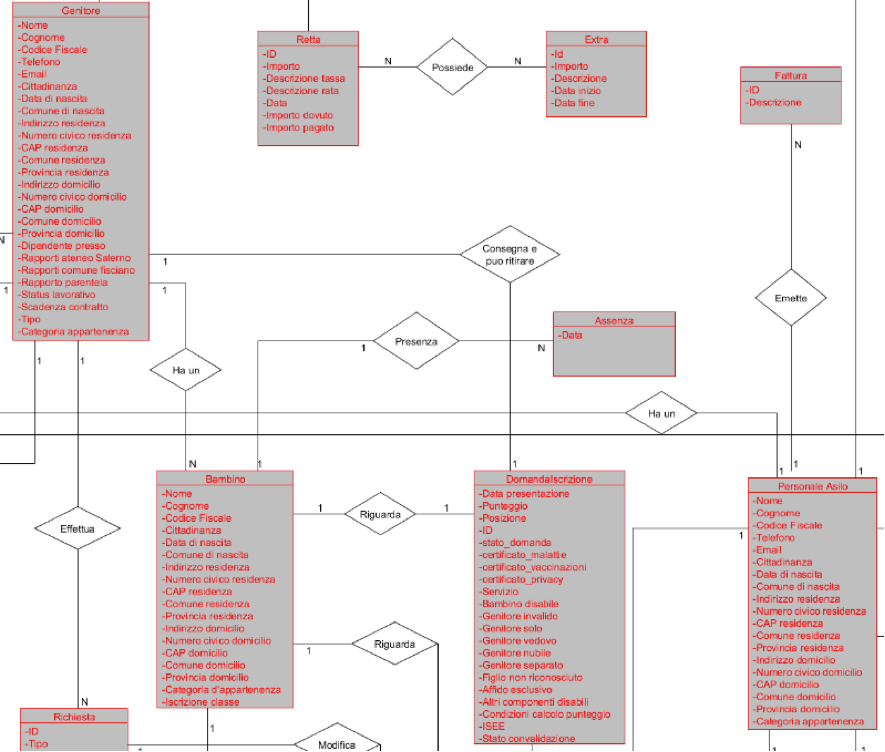 Genitore
-Nome
-Cognome
-Codice Fiscale
-Telefono
-Email
-Cittadinanza
-Data di nascita
-Comune di nascita
-Indirizzo residenza
-Numero civico residenza
-CAP residenza
-Comune residenza
-Provincia residenza
-Indirizzo domicilio
-Numero civico domicilio
-CAP domicilio
-Comune domicilio
-Provincia domicilio
-Dipendente presso
-Rapporti ateneo Salerno
-Rapporti comune fisciano
-Rapporto parentela
-Status lavorativo
-Scadenza contratto
-Tipo
-Categoria appartenenza
N
1
1
1
1
1
Retta
-ID
-Importo
-Descrizione tassa
-Descrizione rata
-Data
-Importo dovuto
-Importo pagato
N
Possiede
N
Extra
-Id
-Importo
-Descrizione
-Data inizio
-Data fine
Fattura
-ID
-Descrizione
N
Emette
1
Consegna e
puo ritirare
1
Ha un
N
1
Presenza
N
1
Assenza
-Data
Ha un
1
1
Effettua
N
Bambino
-Nome
-Cognome
-Codice Fiscale
-Cittadinanza
-Data di nascita
-Comune di nascita
-Indirizzo residenza
-Numero civico residenza
-CAP residenza
-Comune residenza
-Provincia residenza
-Indirizzo domicilio
-Numero civico domicilio
-CAP domicilio
-Comune domicilio
-Provincia domicilio
-Categoria d'appartenenza
-Iscrizione classe
1
Riguarda
1
1
Riguarda
1
DomandaIscrizione
-Data presentazione
-Punteggio
-Posizione
-ID
-stato_domanda
-certificato_malattie
-certificato_vaccinazioni
-certificato_privacy
-Servizio
-Bambino disabile
-Genitore invalido
-Genitore solo
-Genitore vedovo
-Genitore nubile
-Genitore separato
-Figlio non riconosciuto
-Affido esclusivo
-Altri componenti disabili
-Condizioni calcolo punteggio
-ISEE
-Stato convalidazione
1
Personale Asilo
-Nome
-Cognome
-Codice Fiscale
-Telefono
-Email
-Cittadinanza
-Data di nascita
-Comune di nascita
-Indirizzo residenza
-Numero civico residenza
-CAP residenza
-Comune residenza
-Provincia residenza
-Indirizzo domicilio
-Numero civico domicilio
-CAP domicilio
-Comune domicilio
-Provincia domicilio
-Categoria appartenenza
1
1
Richiesta
-ID
-Tipo
1
Modifica